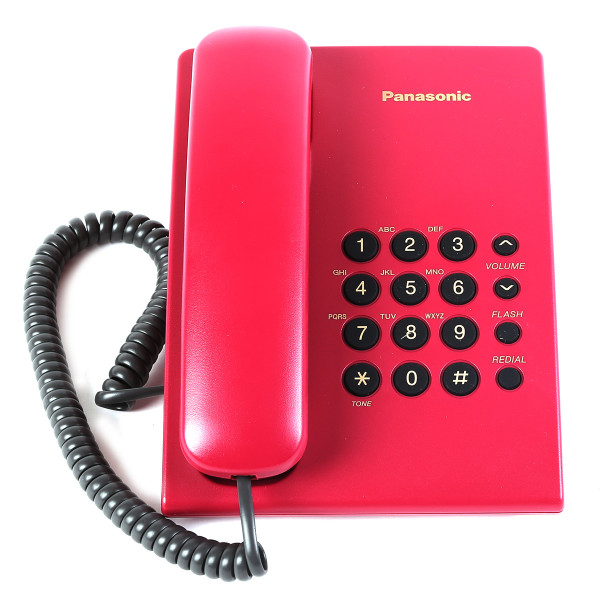 Panasonic
ABC DEF
1 2 3
VOLUME
GHI JKL MNO
4 5 6
FLASH
PQRS TUV WXYZ
7 8 9
REDIAL
* 0 #
TONE